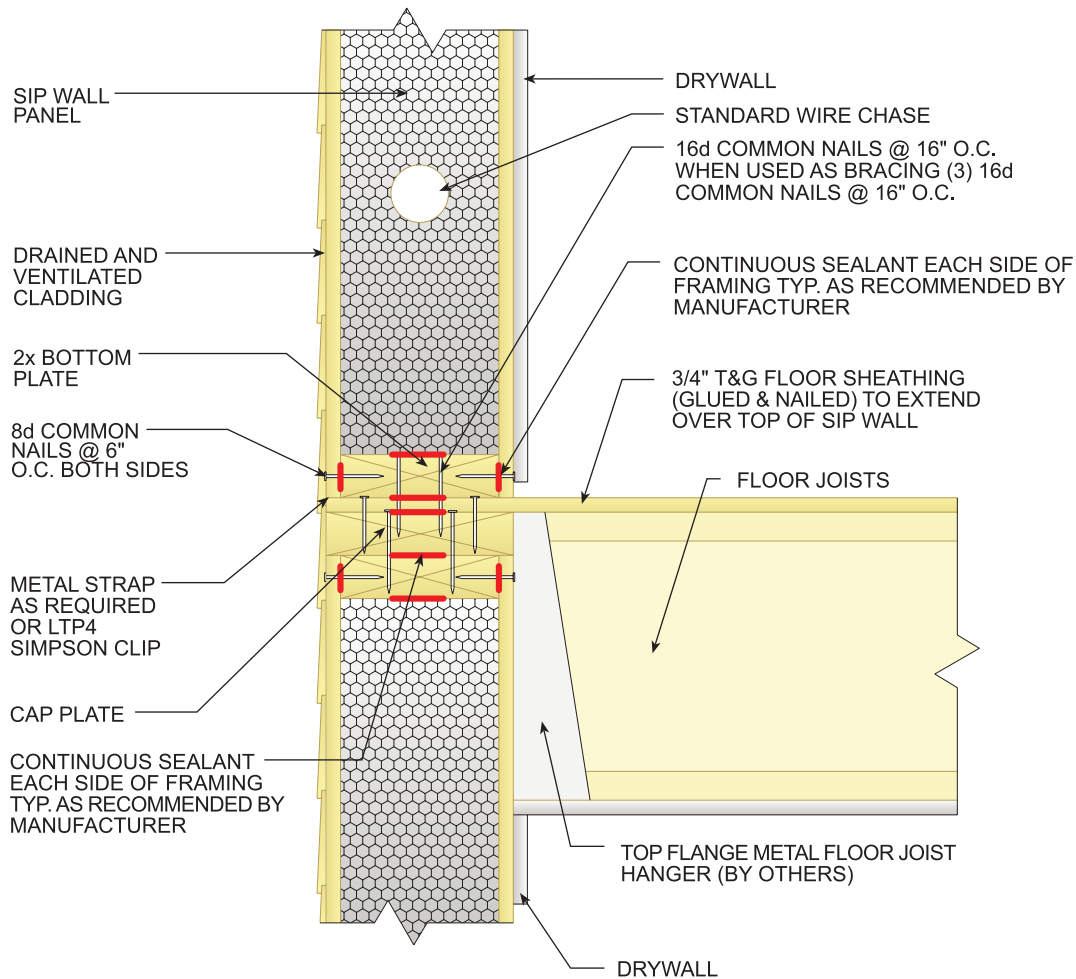 SIP WALL
PANEL
DRAINED AND
VENTILATED
CLADDING
2x BOTTOM
PLATE
8d COMMON
NAILS @ 6"
O.C. BOTH SIDES
METAL STRAP
AS REQUIRED
OR LTP4
SIMPSON CLIP
CAP PLATE
CONTINUOUS SEALANT
EACH SIDE OF FRAMING
TYP. AS RECOMMENDED BY
MANUFACTURER
DRYWALL
STANDARD WIRE CHASE
16d COMMON NAILS @ 16" O.C.
WHEN USED AS BRACING (3) 16d
COMMON NAILS @ 16" O.C.
CONTINUOUS SEALANT EACH SIDE OF
FRAMING TYP. AS RECOMMENDED BY
MANUFACTURER
3/4" T&G FLOOR SHEATHING
(GLUED & NAILED) TO EXTEND
OVER TOP OF SIP WALL
FLOOR JOISTS
TOP FLANGE METAL FLOOR JOIST
HANGER (BY OTHERS)
DRYWALL